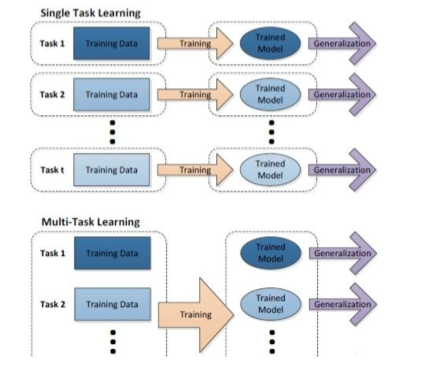 Single Task Learning
Task 1 Training Data Training Trained Model Generalization
Task 2 Training Data Training Trained Model Generalization
Task t Training Data Training Trained Model Generalization
Multi-Task Learning
Task 1 Training Data Trained Model Generalization
Task 2 Training Data Training Trained Model Generalization